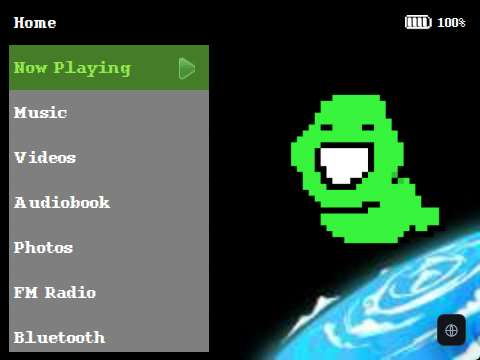 Home
100%
Now Playing
Music
Videos
Audiobook
Photos
FM Radio
Bluetooth